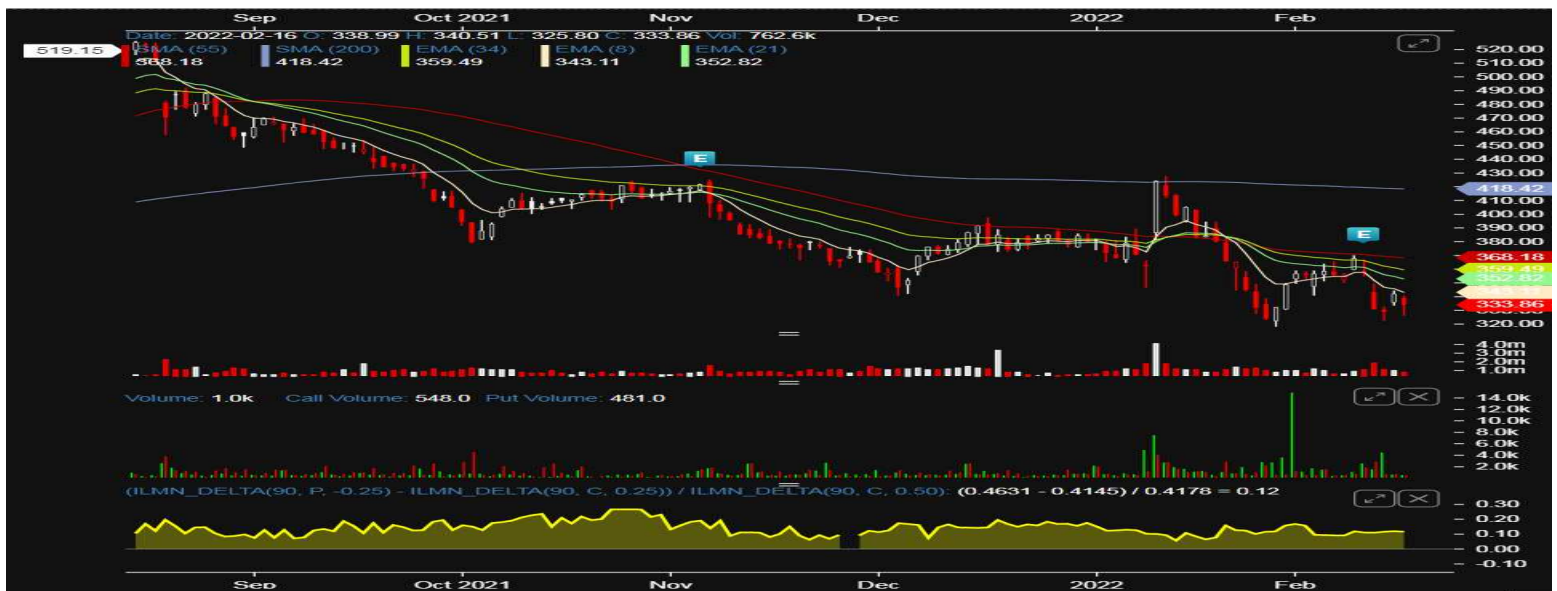 Sep Oct 2021 Nov Dec 2022 Feb
Date: 2022-02-16 O: 338.99 H: 340.51 L: 325.80 C: 333.86 Vol: 762.6k
519.15
SMA (55) SMA (200) EMA (34) EMA (8) EMA (21)
368.18 418.42 359.49 343.11 352.82
520.00
510.00
500.00
490.00
480.00
470.00
460.00
450.00
440.00
E
430.00
418.42
410.00
400.00
390.00
380.00
E
368.18
359.49
352.82
333.86
320.00
4.0m
3.0m
2.0m
1.0m
Volume: 1.0k Call Volume: 548.0 Put Volume: 481.0
14.0k
12.0k
8.0k
6.0k
4.0k
2.0k
(ILMN_DELTA(90, P, -0.25) - ILMN_DELTA(90, C, 0.25)) / ILMN_DELTA(90, C, 0.50): (0.4631 - 0.4145) / 0.4178 = 0.12
0.30
0.20
0.10
0.00
-0.10
Sep Oct 2021 Nov Dec 2022 Feb